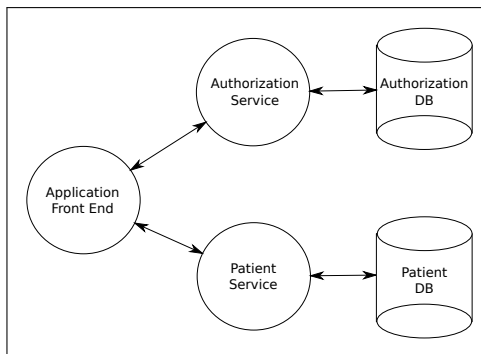 Authorization
Service
Authorization
DB
Application
Front End
Patient
Service
Patient
DB